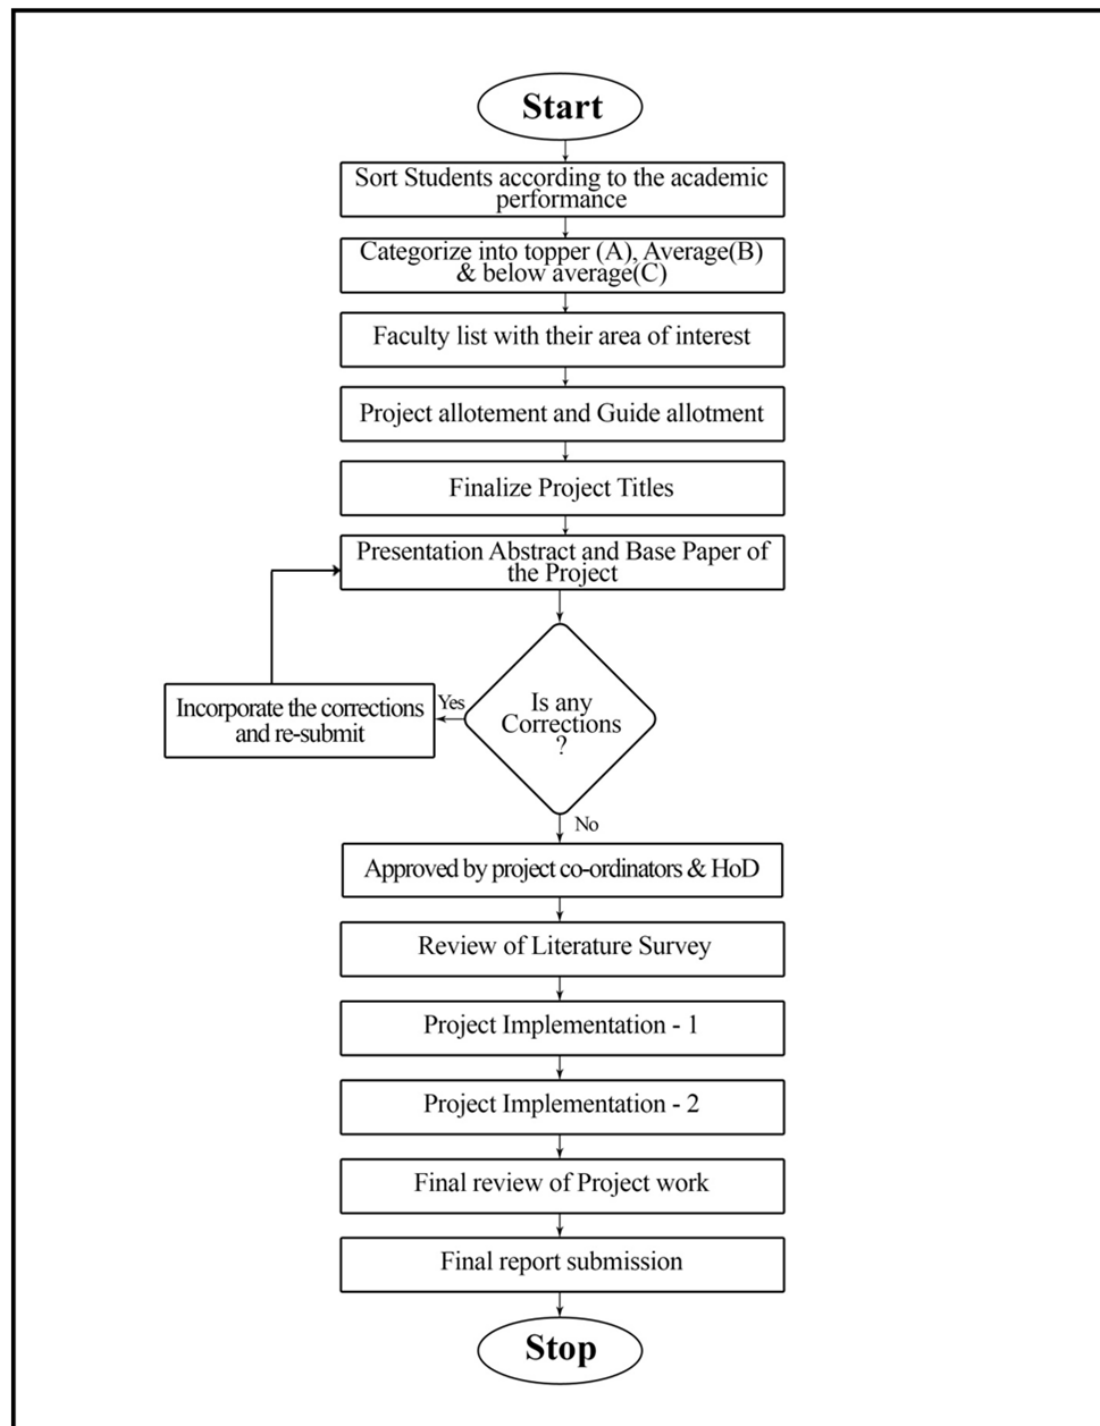 Start
Sort Students according to the academic
performance
Categorize into topper (A), Average(B)
& below average(C)
Faculty list with their area of interest
Project allotement and Guide allotment
Finalize Project Titles
Presentation Abstract and Base Paper of
the Project
Is any
Corrections
?
Yes
Incorporate the corrections
and re-submit
No
Approved by project co-ordinators & HoD
Review of Literature Survey
Project Implementation - 1
Project Implementation - 2
Final review of Project work
Final report submission
Stop